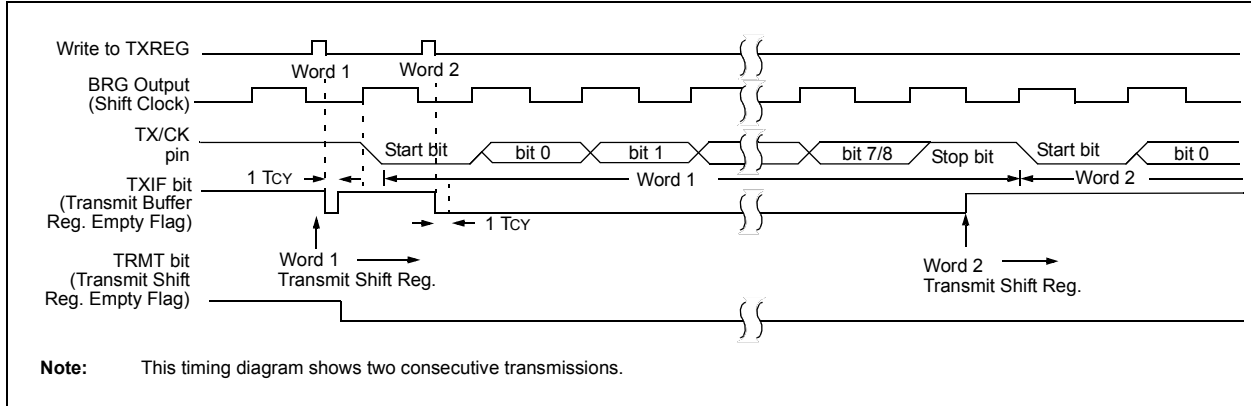 Write to TXREG
Word 1
Word 2
BRG Output
(Shift Clock)
TX/CK
pin
Start bit
bit 0
bit 1
bit 7/8
Stop bit
Start bit
bit 0
1 TCY
Word 1
Word 2
TXIF bit
(Transmit Buffer
Reg. Empty Flag)
1 TCY
Word 1
Transmit Shift Reg.
Word 2
Transmit Shift Reg.
TRMT bit
(Transmit Shift
Reg. Empty Flag)
Note: This timing diagram shows two consecutive transmissions.